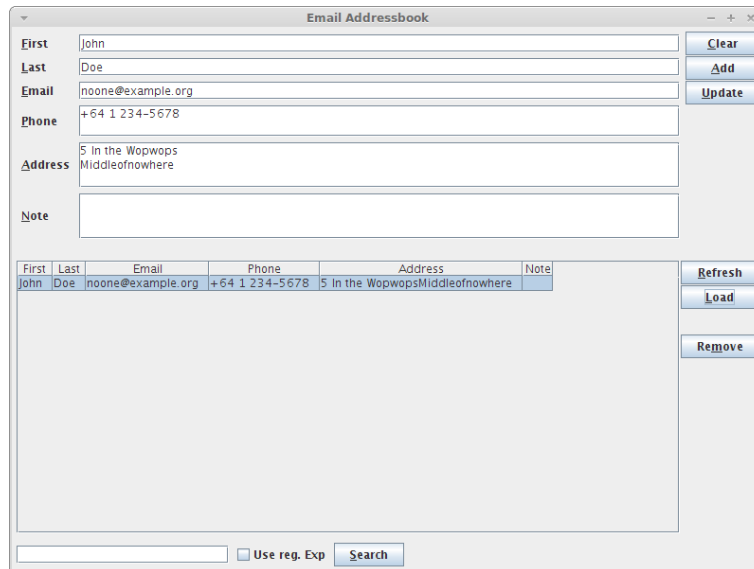 Email Addressbook
First John Clear
Last Doe Add
Email noone@example.org Update
Phone +64 1 234-5678
Address 5 In the Wopwops
Middleofnowhere
Note
First Last Email Phone Address Note Refresh
John Doe noone@example.org +64 1 234-5678 5 In the WopwopsMiddleofnowhere
Load
Remove
Use reg. Exp Search